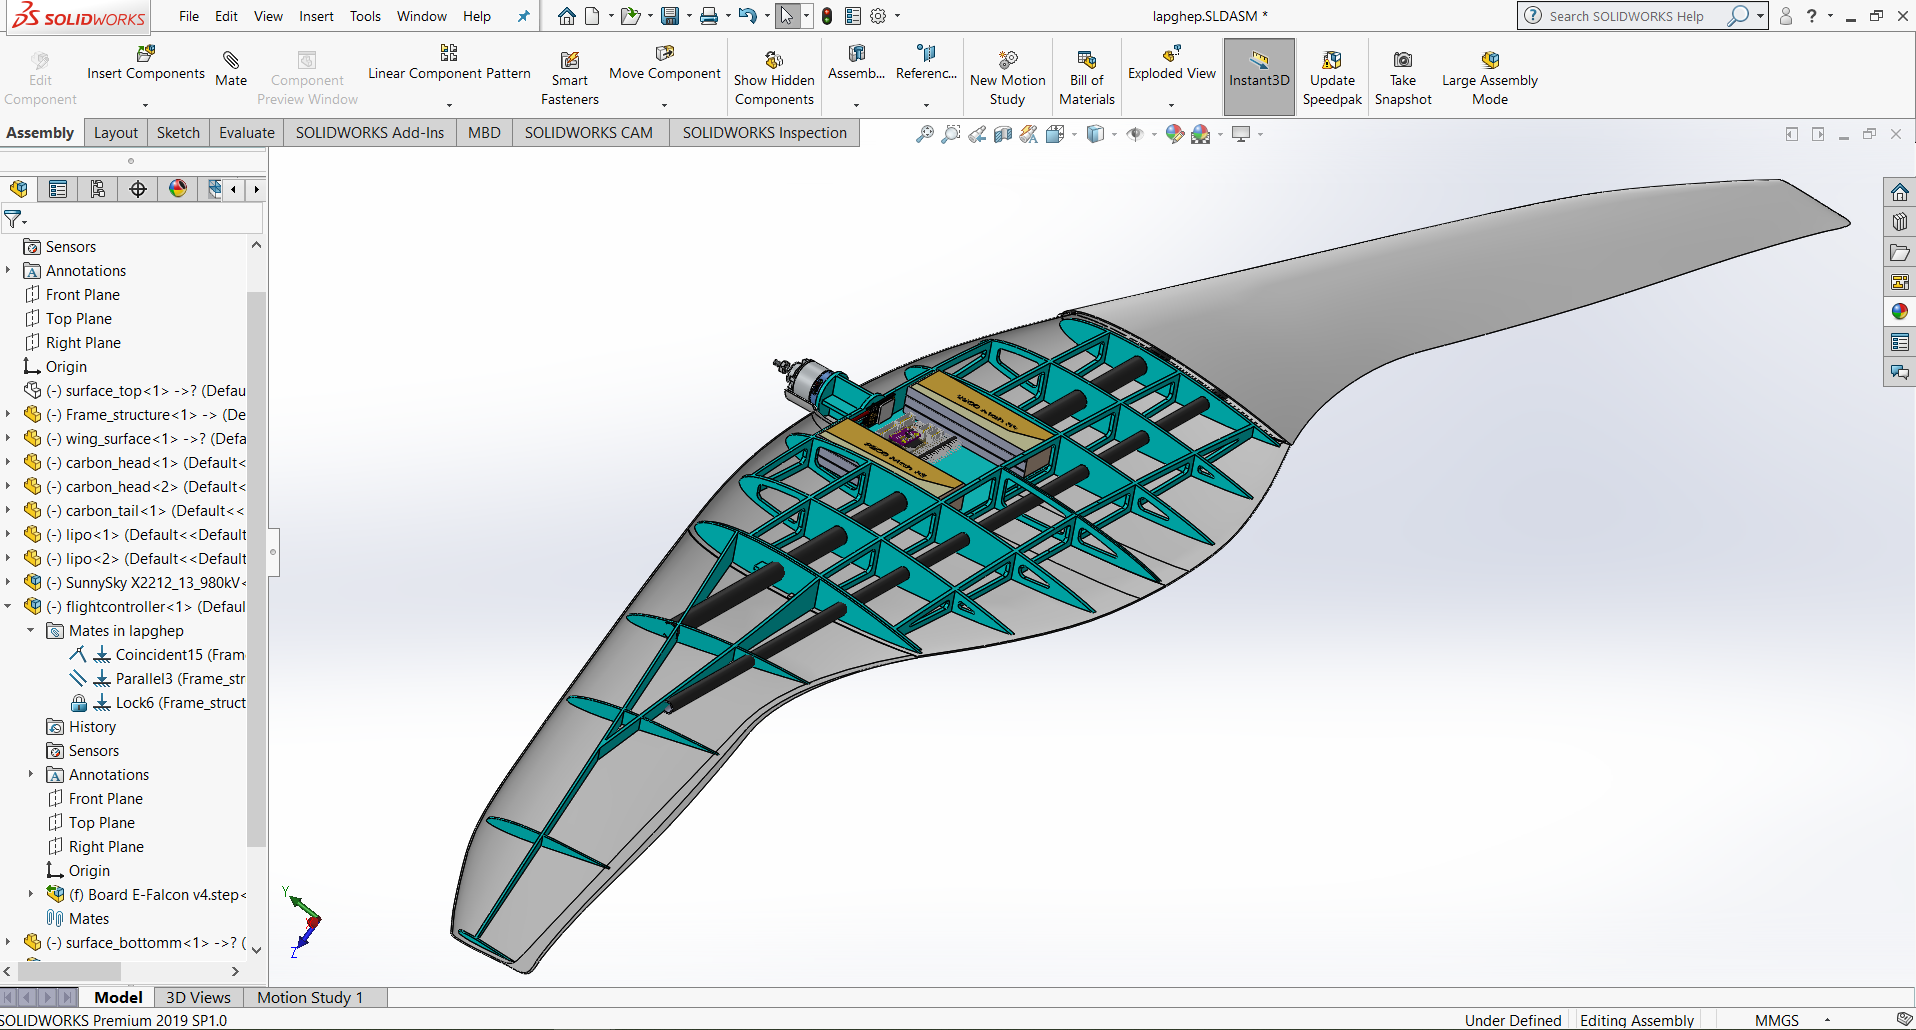 SOLIDWORKS
File Edit View Insert Tools Window Help
lapghep.SLDASM *
Search SOLIDWORKS Help
?
Edit Component
Insert Components
Mate
Component Preview Window
Linear Component Pattern
Smart Fasteners
Move Component
Show Hidden Components
Assemb...
Referenc...
New Motion Study
Bill of Materials
Exploded View
Instant3D
Update Speedpak
Take Snapshot
Large Assembly Mode
Assembly Layout Sketch Evaluate SOLIDWORKS Add-Ins MBD SOLIDWORKS CAM SOLIDWORKS Inspection
Sensors
Annotations
Front Plane
Top Plane
Right Plane
Origin
(-) surface_top<1> ->? (Defau
(-) Frame_structure<1> -> (De
(-) wing_surface<1> ->? (Defa
(-) carbon_head<1> (Default<
(-) carbon_head<2> (Default<
(-) carbon_tail<1> (Default<<
(-) lipo<1> (Default<<Default
(-) lipo<2> (Default<<Default
(-) SunnySky X2212_13_980kV<
(-) flightcontroller<1> (Defaul
Mates in lapghep
Coincident15 (Fram
Parallel3 (Frame_str
Lock6 (Frame_struct
History
Sensors
Annotations
Front Plane
Top Plane
Right Plane
Origin
(f) Board E-Falcon v4.step<
Mates
(-) surface_bottomm<1> ->? (
Y
Z
Model 3D Views Motion Study 1
SOLIDWORKS Premium 2019 SP1.0
Under Defined Editing Assembly MMGS